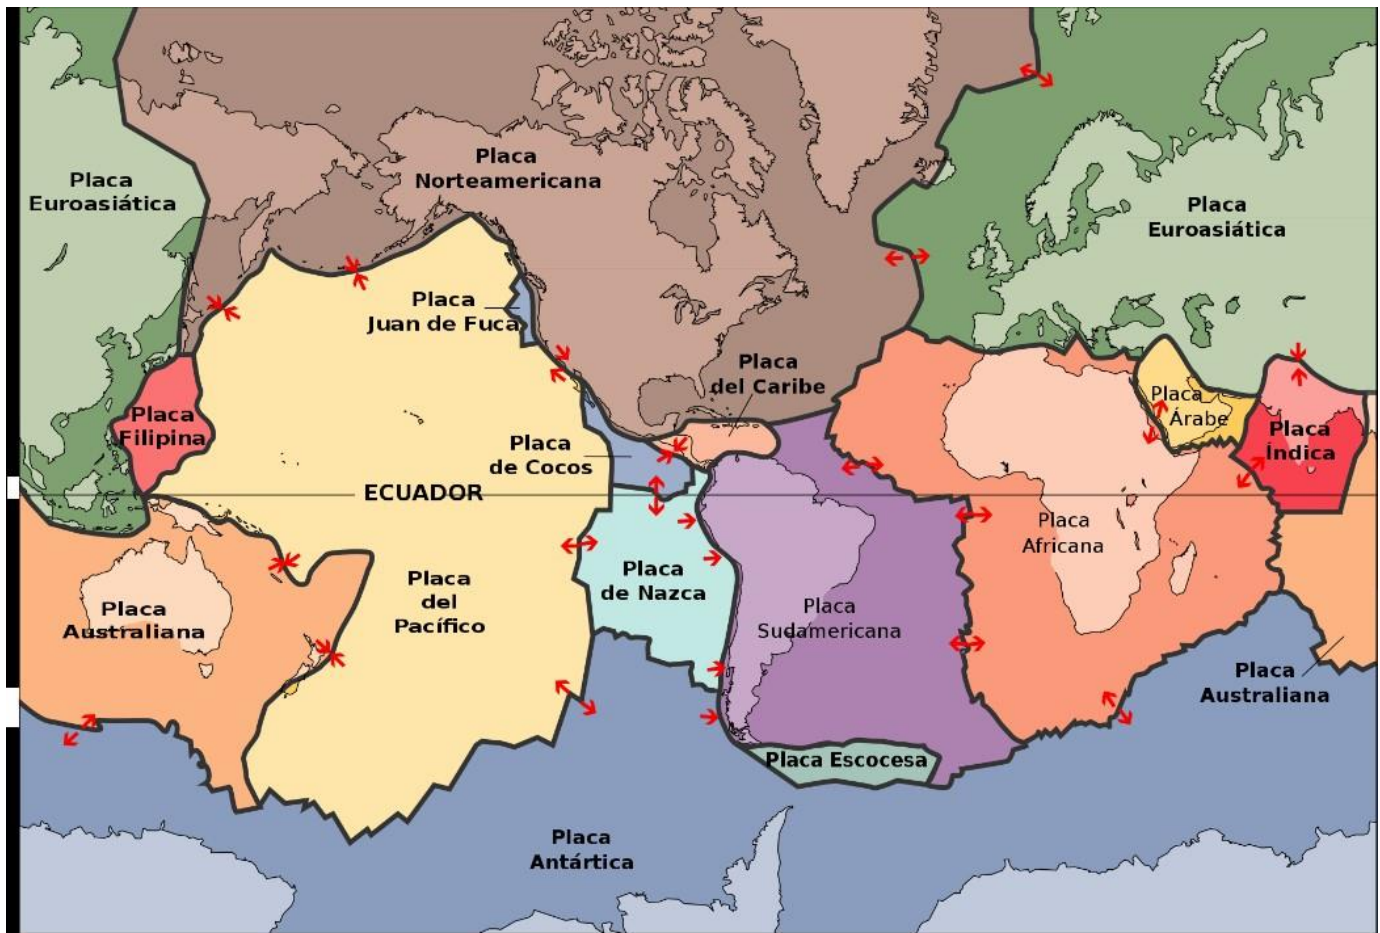 Placa
Norteamericana
Placa
Euroasiática
Placa
Euroasiática
Placa
Juan de Fuca
Placa
del Caribe
Placa
Árabe
Placa
Filipina
Placa
Índica
Placa
de Cocos
ECUADOR
Placa
Africana
Placa
de Nazca
Placa
del
Pacífico
Placa
Sudamericana
Placa
Australiana
Placa
Australiana
Placa Escocesa
Placa
Antártica